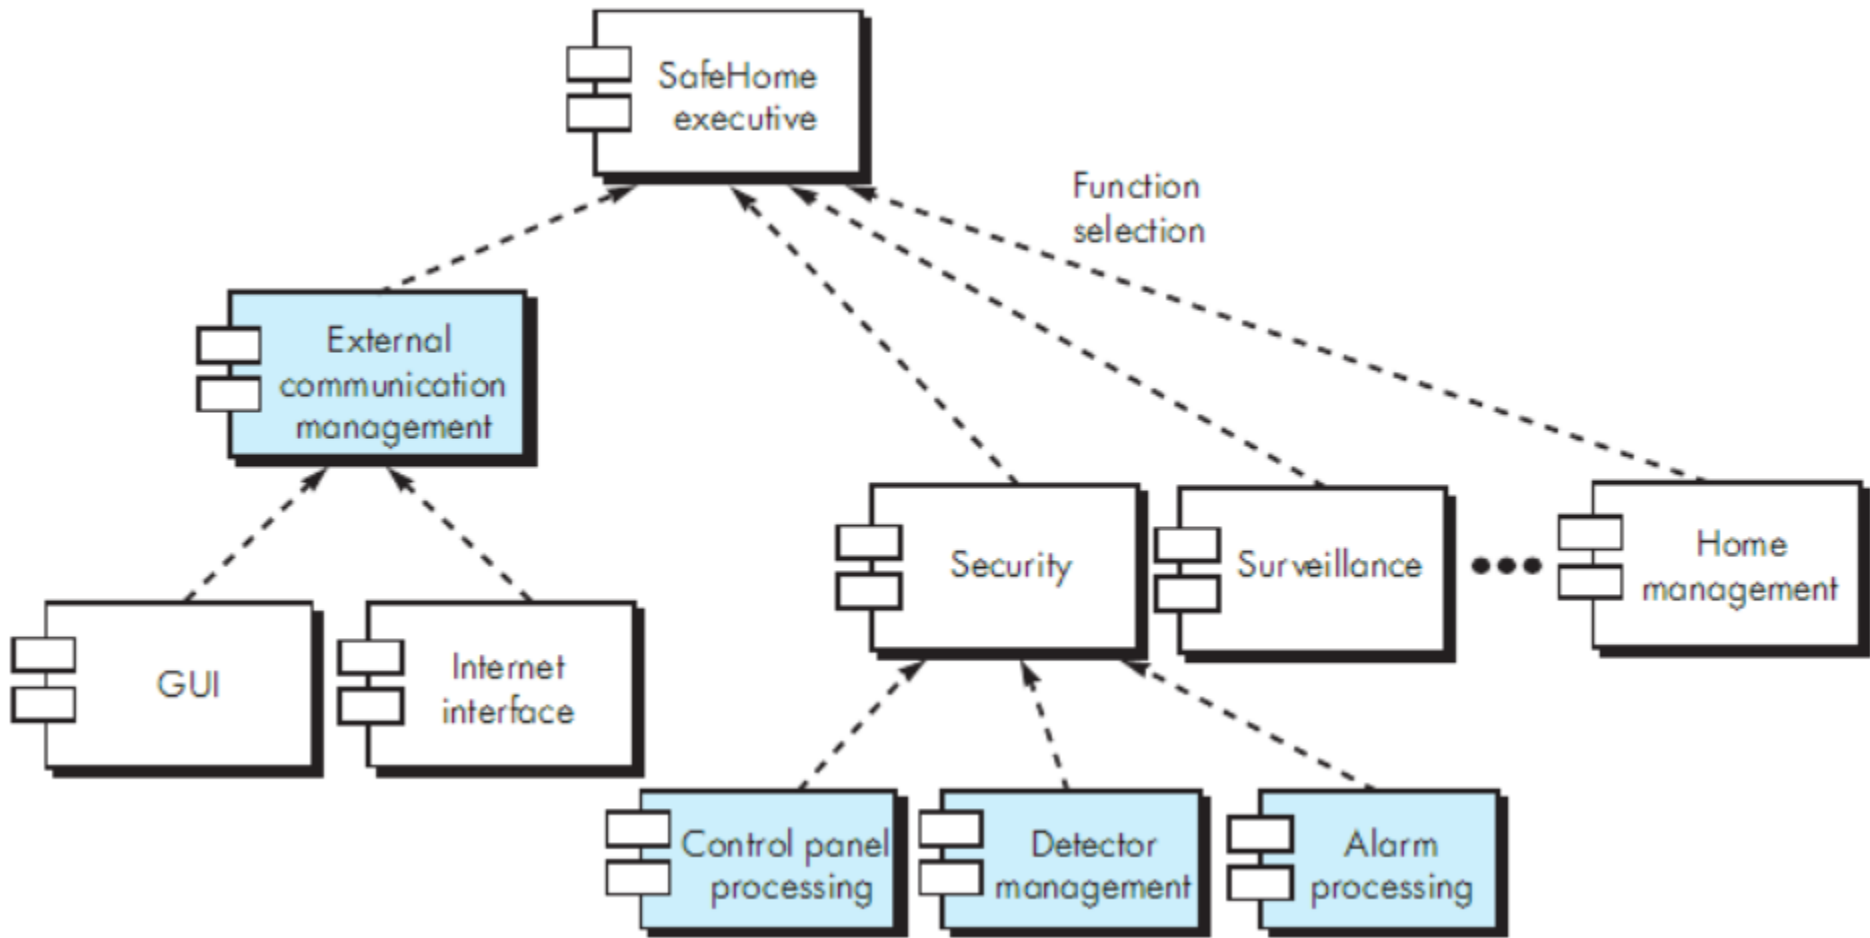 SafeHome
executive
Function
selection
External
communication
management
Security
Surveillance
Home
management
GUI
Internet
interface
Control panel
processing
Detector
management
Alarm
processing